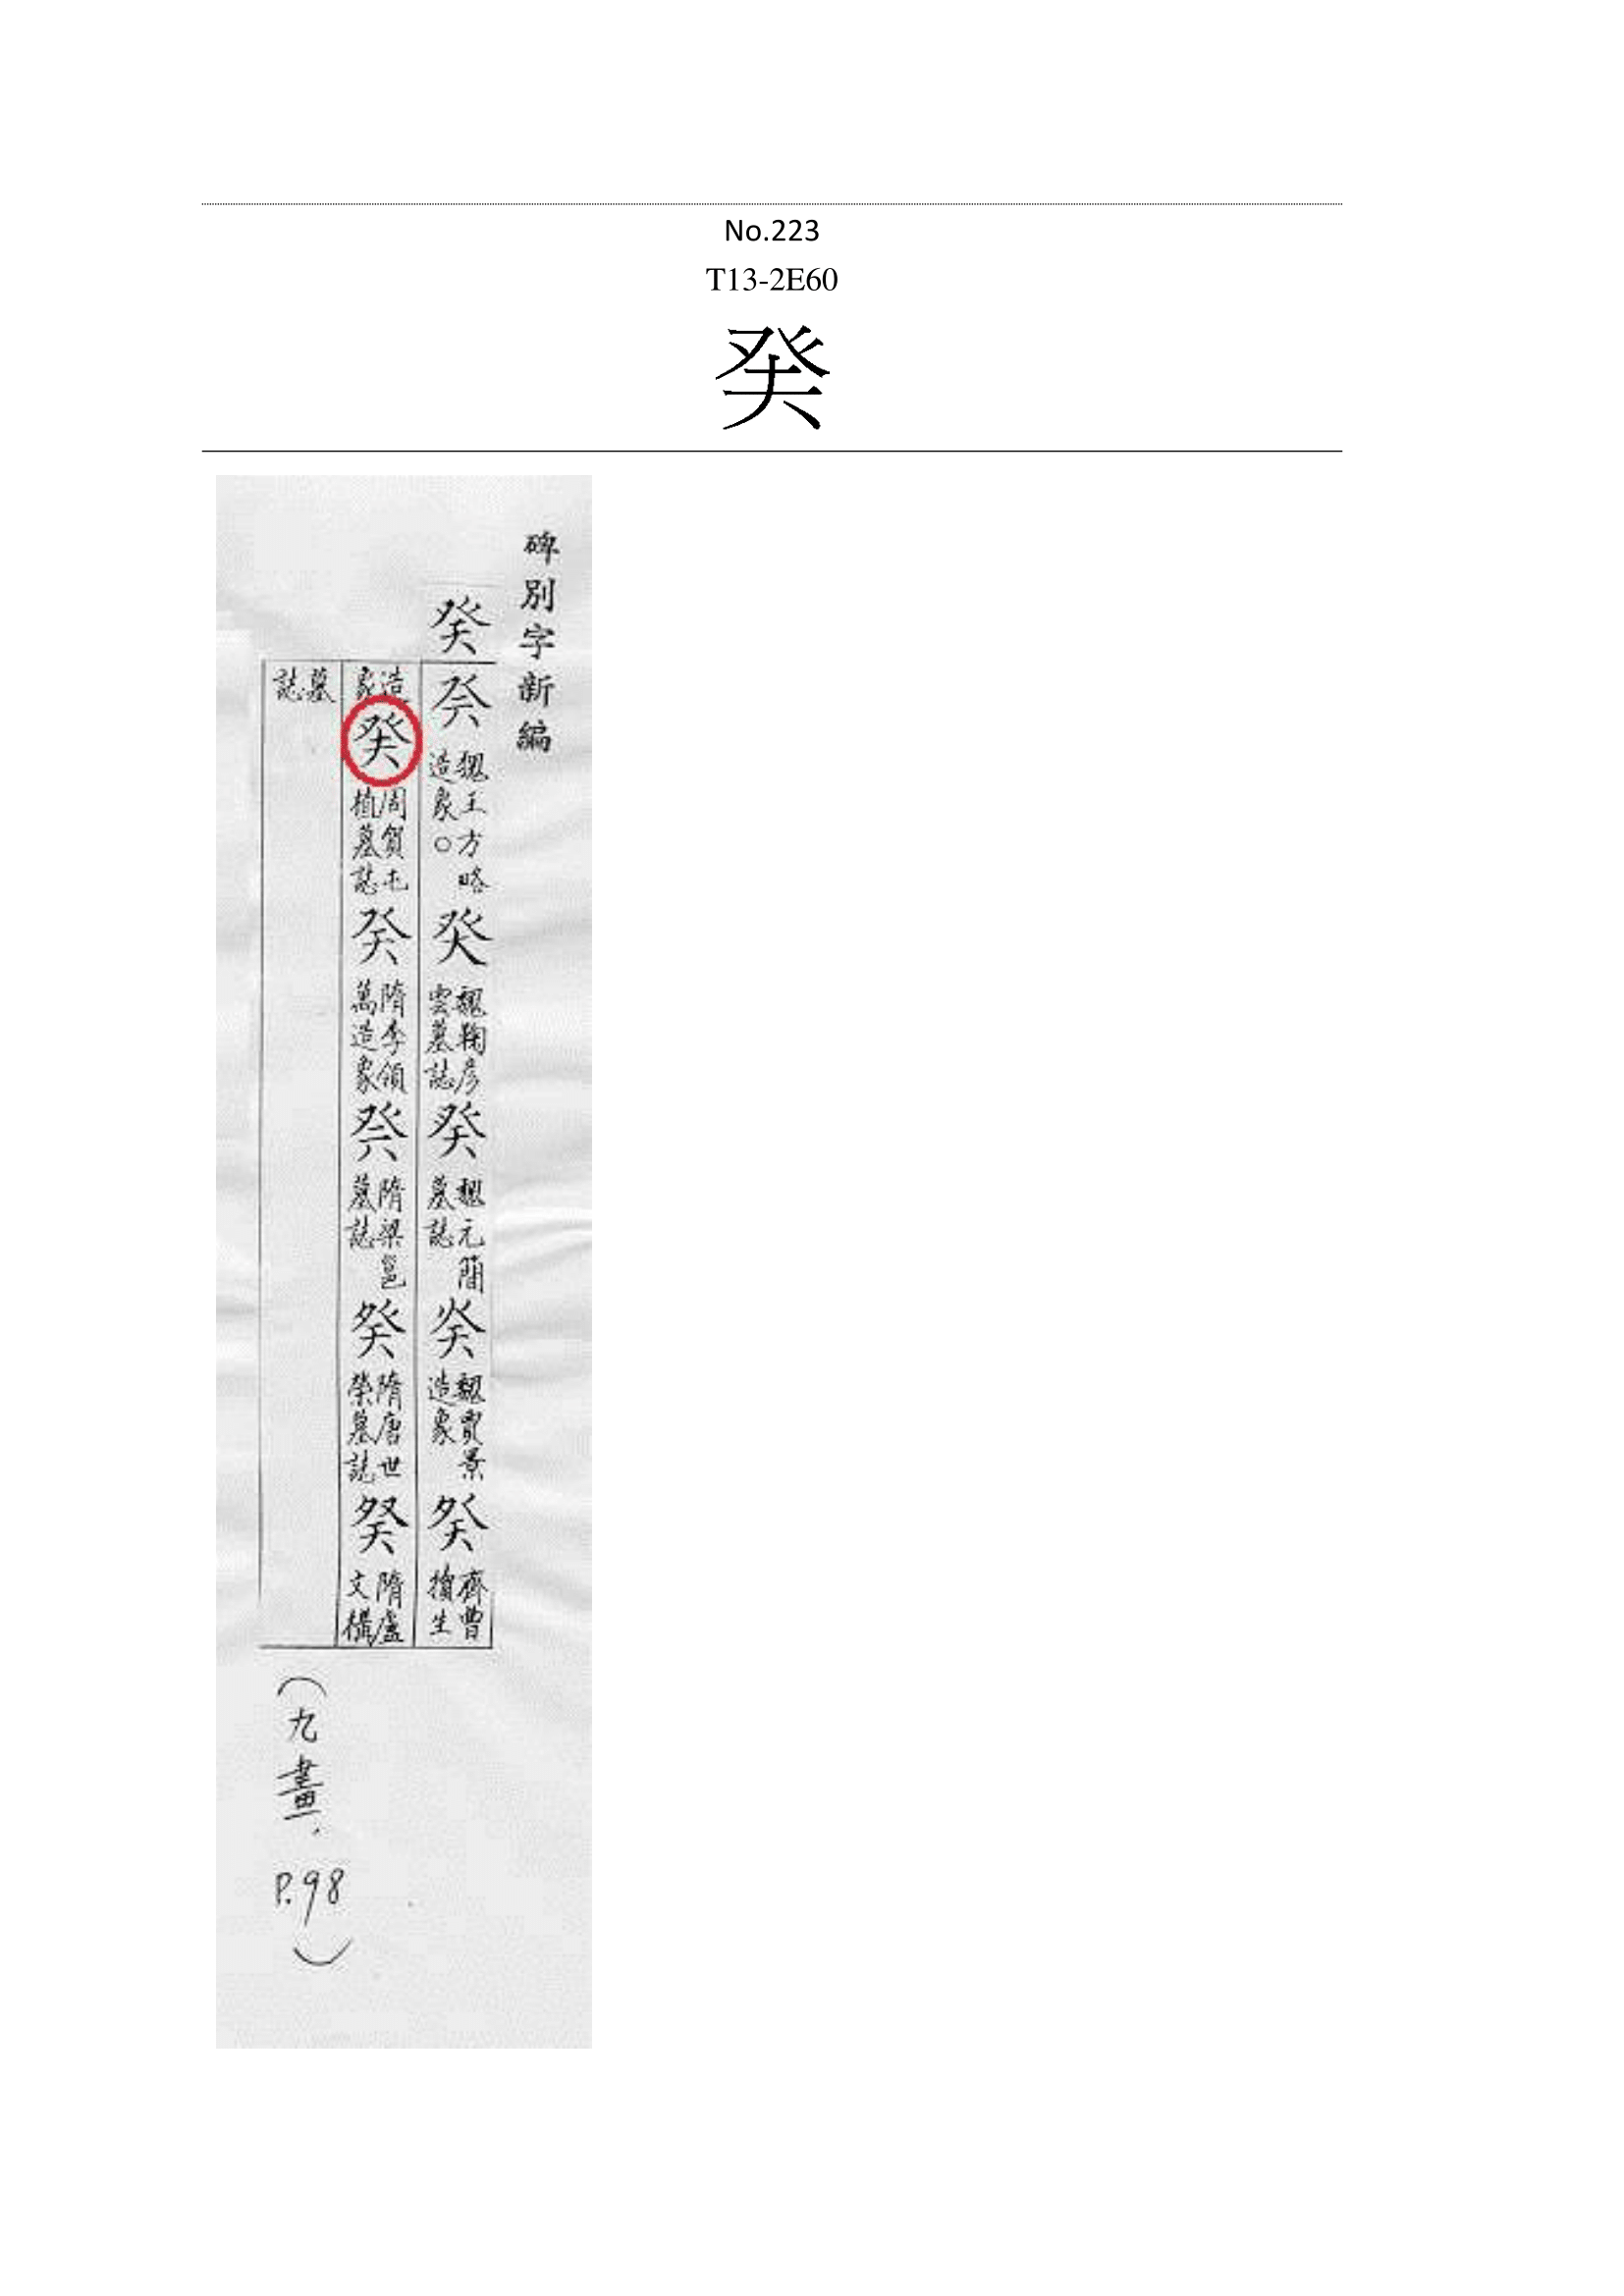 No.223
T13-2E60
癸
碑別字新編
癸
癸 魏王方略造象○ 癸 魏鞠彥雲墓誌 癸 魏元簡墓誌 癸 魏賈景造象 癸 齊曹擯生
造象 癸 周賀屯植墓誌 癸 隋李領萬造象 癸 隋梁邕墓誌 癸 隋唐世榮墓誌 癸 隋盧文構
墓誌
(九畫.P.98)